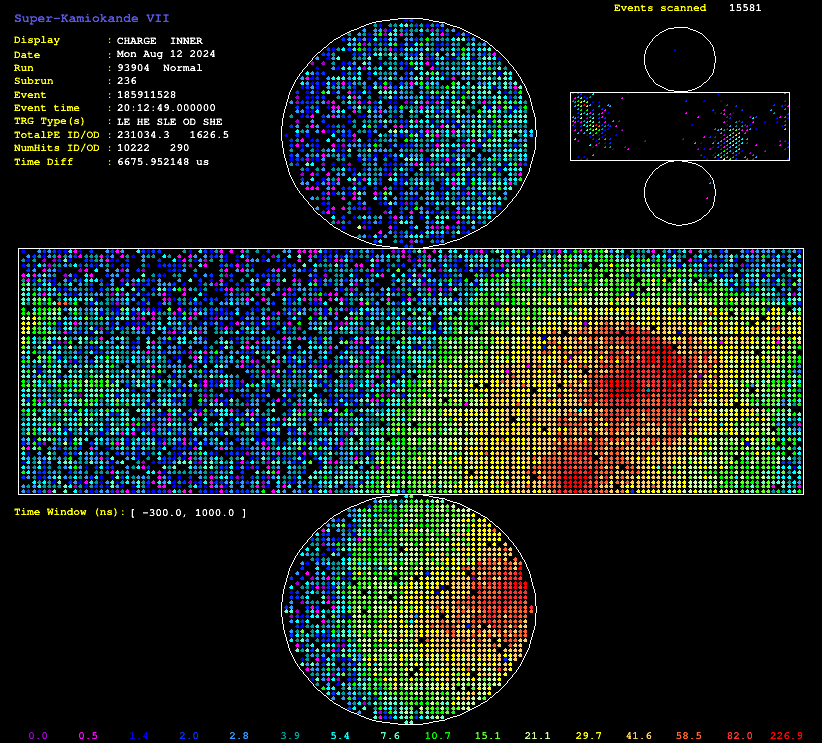 Super-Kamiokande VII
Events scanned 15581
Display : CHARGE INNER
Date : Mon Aug 12 2024
Run : 93904 Normal
Subrun : 236
Event : 185911528
Event time : 20:12:49.000000
TRG Type(s) : LE HE SLE OD SHE
TotalPE ID/OD : 231034.3 1626.5
NumHits ID/OD : 10222 290
Time Diff : 6675.952148 us
Time Window (ns): [ -300.0, 1000.0 ]
0.0 0.5 1.4 2.0 2.8 3.9 5.4 7.6 10.7 15.1 21.1 29.7 41.6 58.5 82.0 226.9